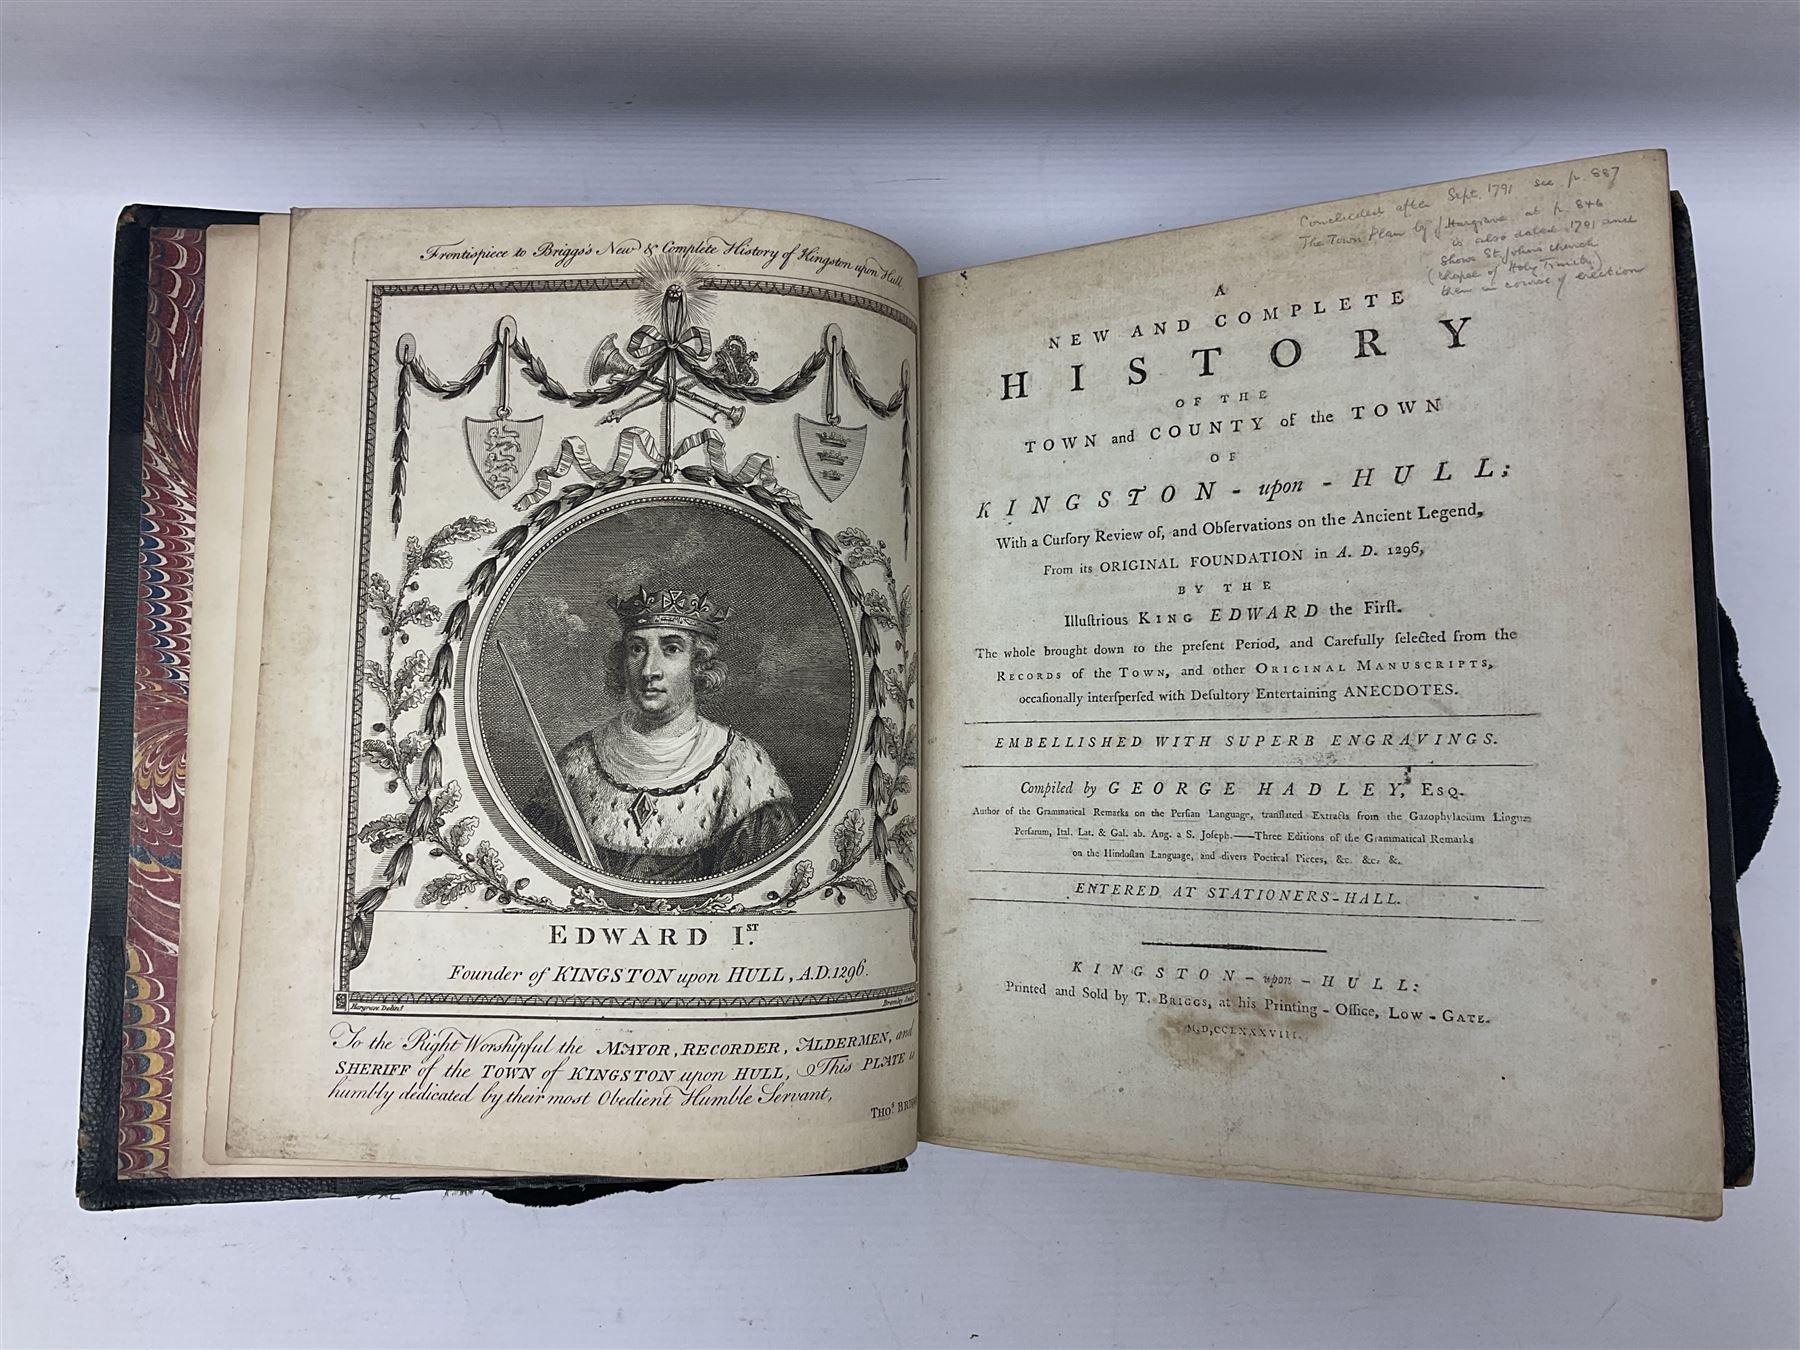 Frontispiece to Briggs's New & Complete History of Kingston upon Hull
EDWARD I.ST
Founder of KINGSTON upon HULL, A.D. 1296.
Hargrave Delin.t
Bromley Sculp
To the Right Worshipful the MAYOR, RECORDER, ALDERMEN, and
SHERIFF of the TOWN of KINGSTON upon HULL, This PLATE is
humbly dedicated by their most Obedient Humble Servant,
THO.s BRIGG
Concluded after Sept. 1791 see p. 887
The Town Plan by J Hargrave at p. 846
is also dated 1791 and
shows St. John's church
(chapel of Holy Trinity)
then in course of erection
A
NEW AND COMPLETE
HISTORY
OF THE
TOWN and COUNTY of the TOWN
OF
KINGSTON-upon-HULL;
With a Curſory Review of, and Obſervations on the Ancient Legend,
From its ORIGINAL FOUNDATION in A. D. 1296,
BY THE
Illuſtrious KING EDWARD the Firſt.
The whole brought down to the preſent Period, and Carefully ſelected from the
RECORDS of the TOWN, and other ORIGINAL MANUSCRIPTS,
occaſionally interſperſed with Deſultory Entertaining ANECDOTES.
EMBELLISHED WITH SUPERB ENGRAVINGS.
Compiled by GEORGE HADLEY, ESQ.
Author of the Grammatical Remarks on the Perſian Language, tranſlated Extracts from the Gazophylacium Linguæ
Perſarum, Ital. Lat. & Gal. ab. Ang. a S. Joſeph.——Three Editions of the Grammatical Remarks
on the Hindoſtan Language, and divers Poetical Pieces, &c. &c. &.
ENTERED AT STATIONERS-HALL.
KINGSTON-upon-HULL:
Printed and Sold by T. BRIGGS, at his Printing-Office, LOW-GATE.
M,D,CCLXXXVIII.